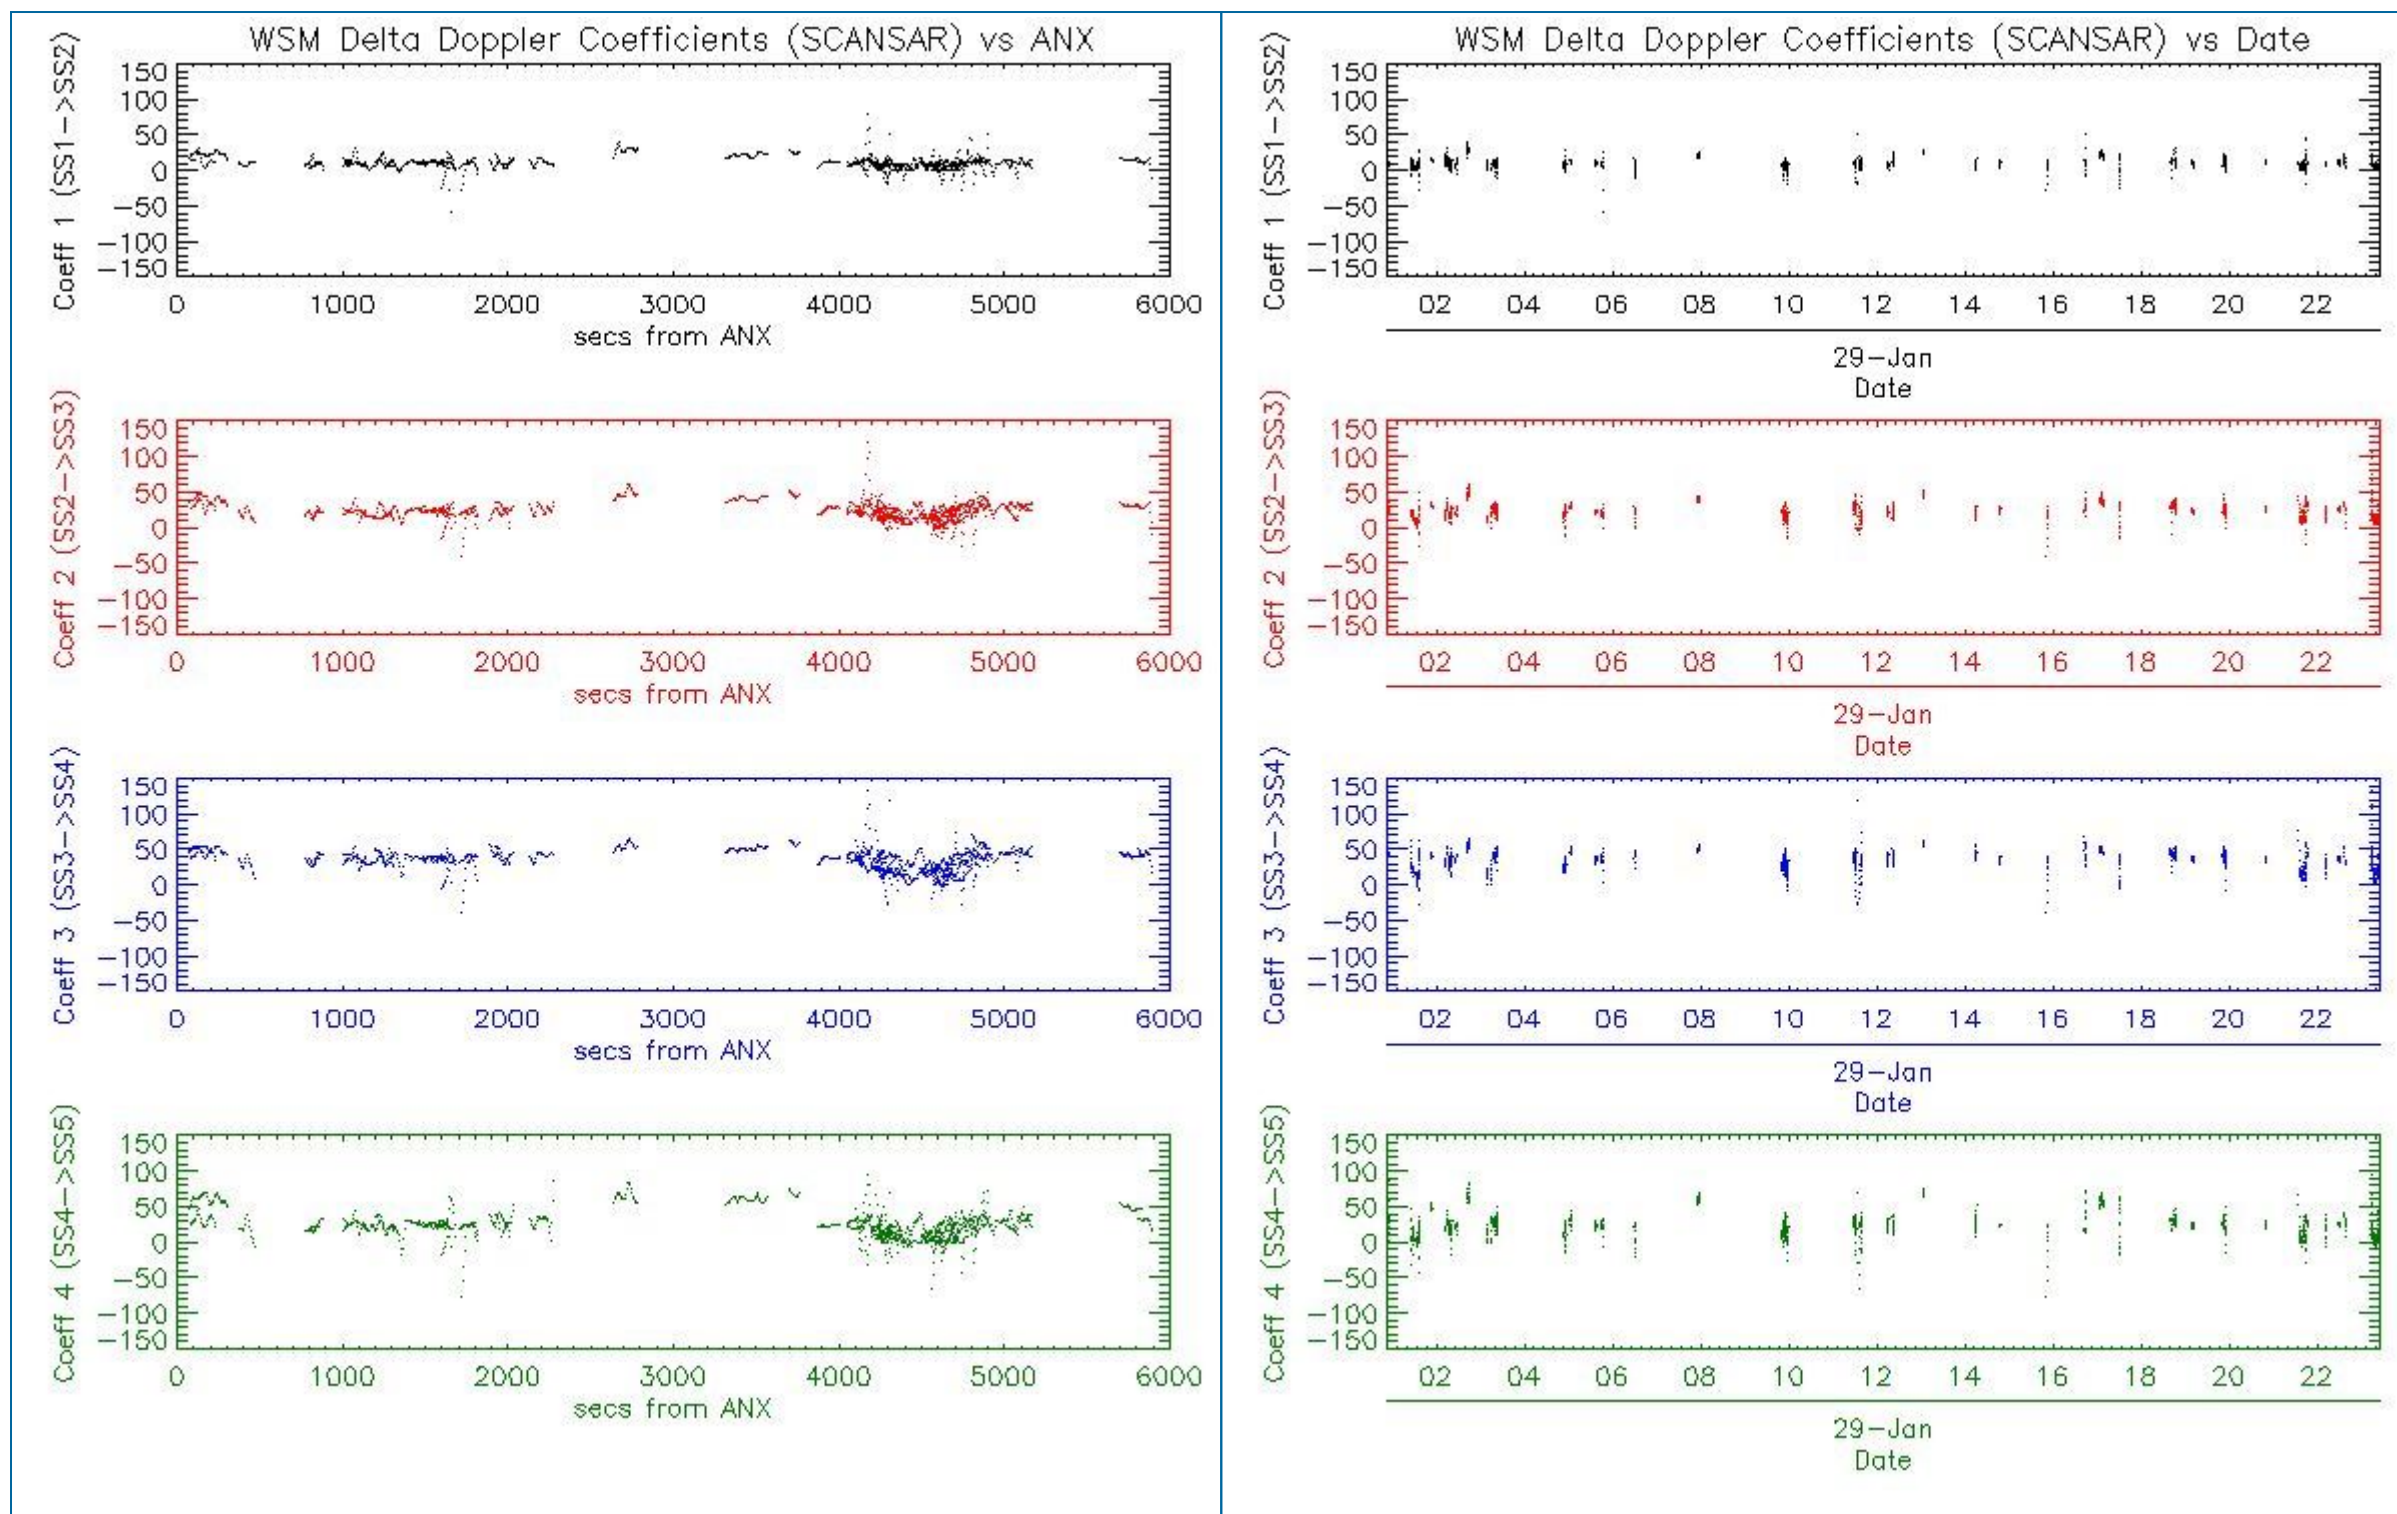 WSM Delta Doppler Coefficients (SCANSAR) vs ANX
Coeff 1 (SS1->SS2)
150
100
50
0
-50
-100
-150
0 1000 2000 3000 4000 5000 6000
secs from ANX
Coeff 2 (SS2->SS3)
150
100
50
0
-50
-100
-150
0 1000 2000 3000 4000 5000 6000
secs from ANX
Coeff 3 (SS3->SS4)
150
100
50
0
-50
-100
-150
0 1000 2000 3000 4000 5000 6000
secs from ANX
Coeff 4 (SS4->SS5)
150
100
50
0
-50
-100
-150
0 1000 2000 3000 4000 5000 6000
secs from ANX
WSM Delta Doppler Coefficients (SCANSAR) vs Date
Coeff 1 (SS1->SS2)
150
100
50
0
-50
-100
-150
02 04 06 08 10 12 14 16 18 20 22
29-Jan
Date
Coeff 2 (SS2->SS3)
150
100
50
0
-50
-100
-150
02 04 06 08 10 12 14 16 18 20 22
29-Jan
Date
Coeff 3 (SS3->SS4)
150
100
50
0
-50
-100
-150
02 04 06 08 10 12 14 16 18 20 22
29-Jan
Date
Coeff 4 (SS4->SS5)
150
100
50
0
-50
-100
-150
02 04 06 08 10 12 14 16 18 20 22
29-Jan
Date